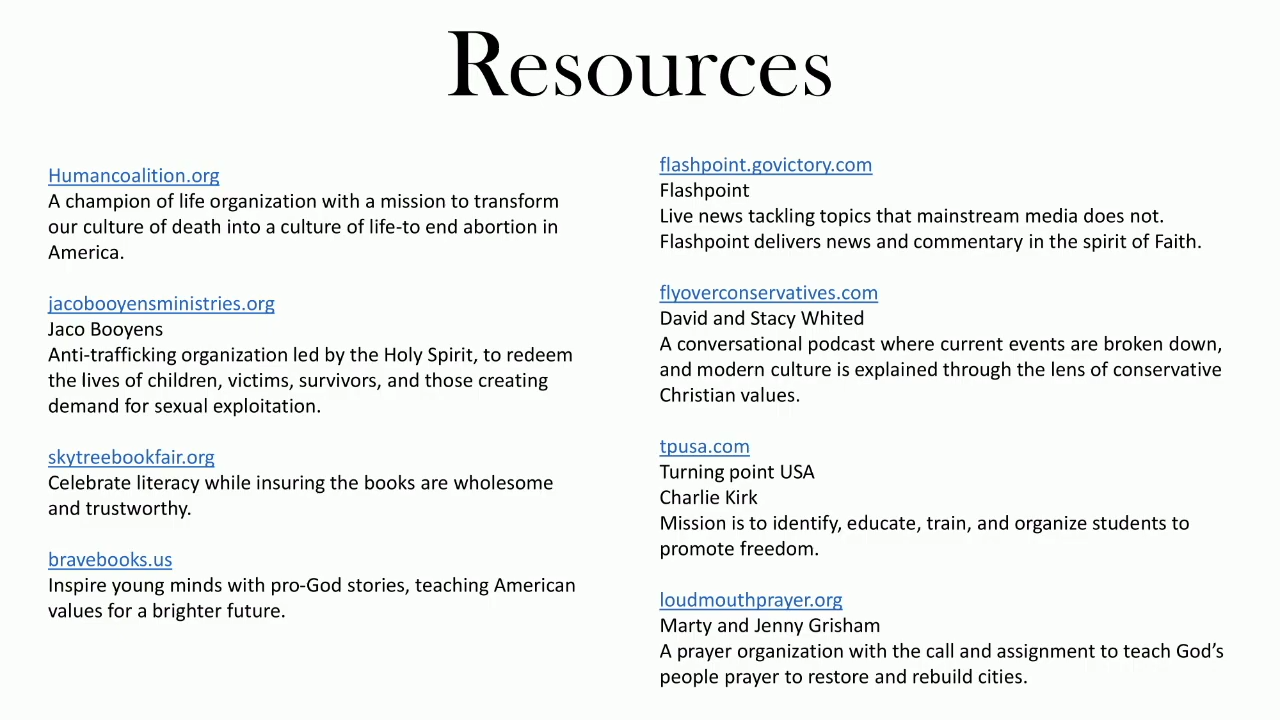 Resources
Humancoalition.org
A champion of life organization with a mission to transform
our culture of death into a culture of life-to end abortion in
America.
jacobooyensministries.org
Jaco Booyens
Anti-trafficking organization led by the Holy Spirit, to redeem
the lives of children, victims, survivors, and those creating
demand for sexual exploitation.
skytreebookfair.org
Celebrate literacy while insuring the books are wholesome
and trustworthy.
bravebooks.us
Inspire young minds with pro-God stories, teaching American
values for a brighter future.
flashpoint.govictory.com
Flashpoint
Live news tackling topics that mainstream media does not.
Flashpoint delivers news and commentary in the spirit of Faith.
flyoverconservatives.com
David and Stacy Whited
A conversational podcast where current events are broken down,
and modern culture is explained through the lens of conservative
Christian values.
tpusa.com
Turning point USA
Charlie Kirk
Mission is to identify, educate, train, and organize students to
promote freedom.
loudmouthprayer.org
Marty and Jenny Grisham
A prayer organization with the call and assignment to teach God’s
people prayer to restore and rebuild cities.